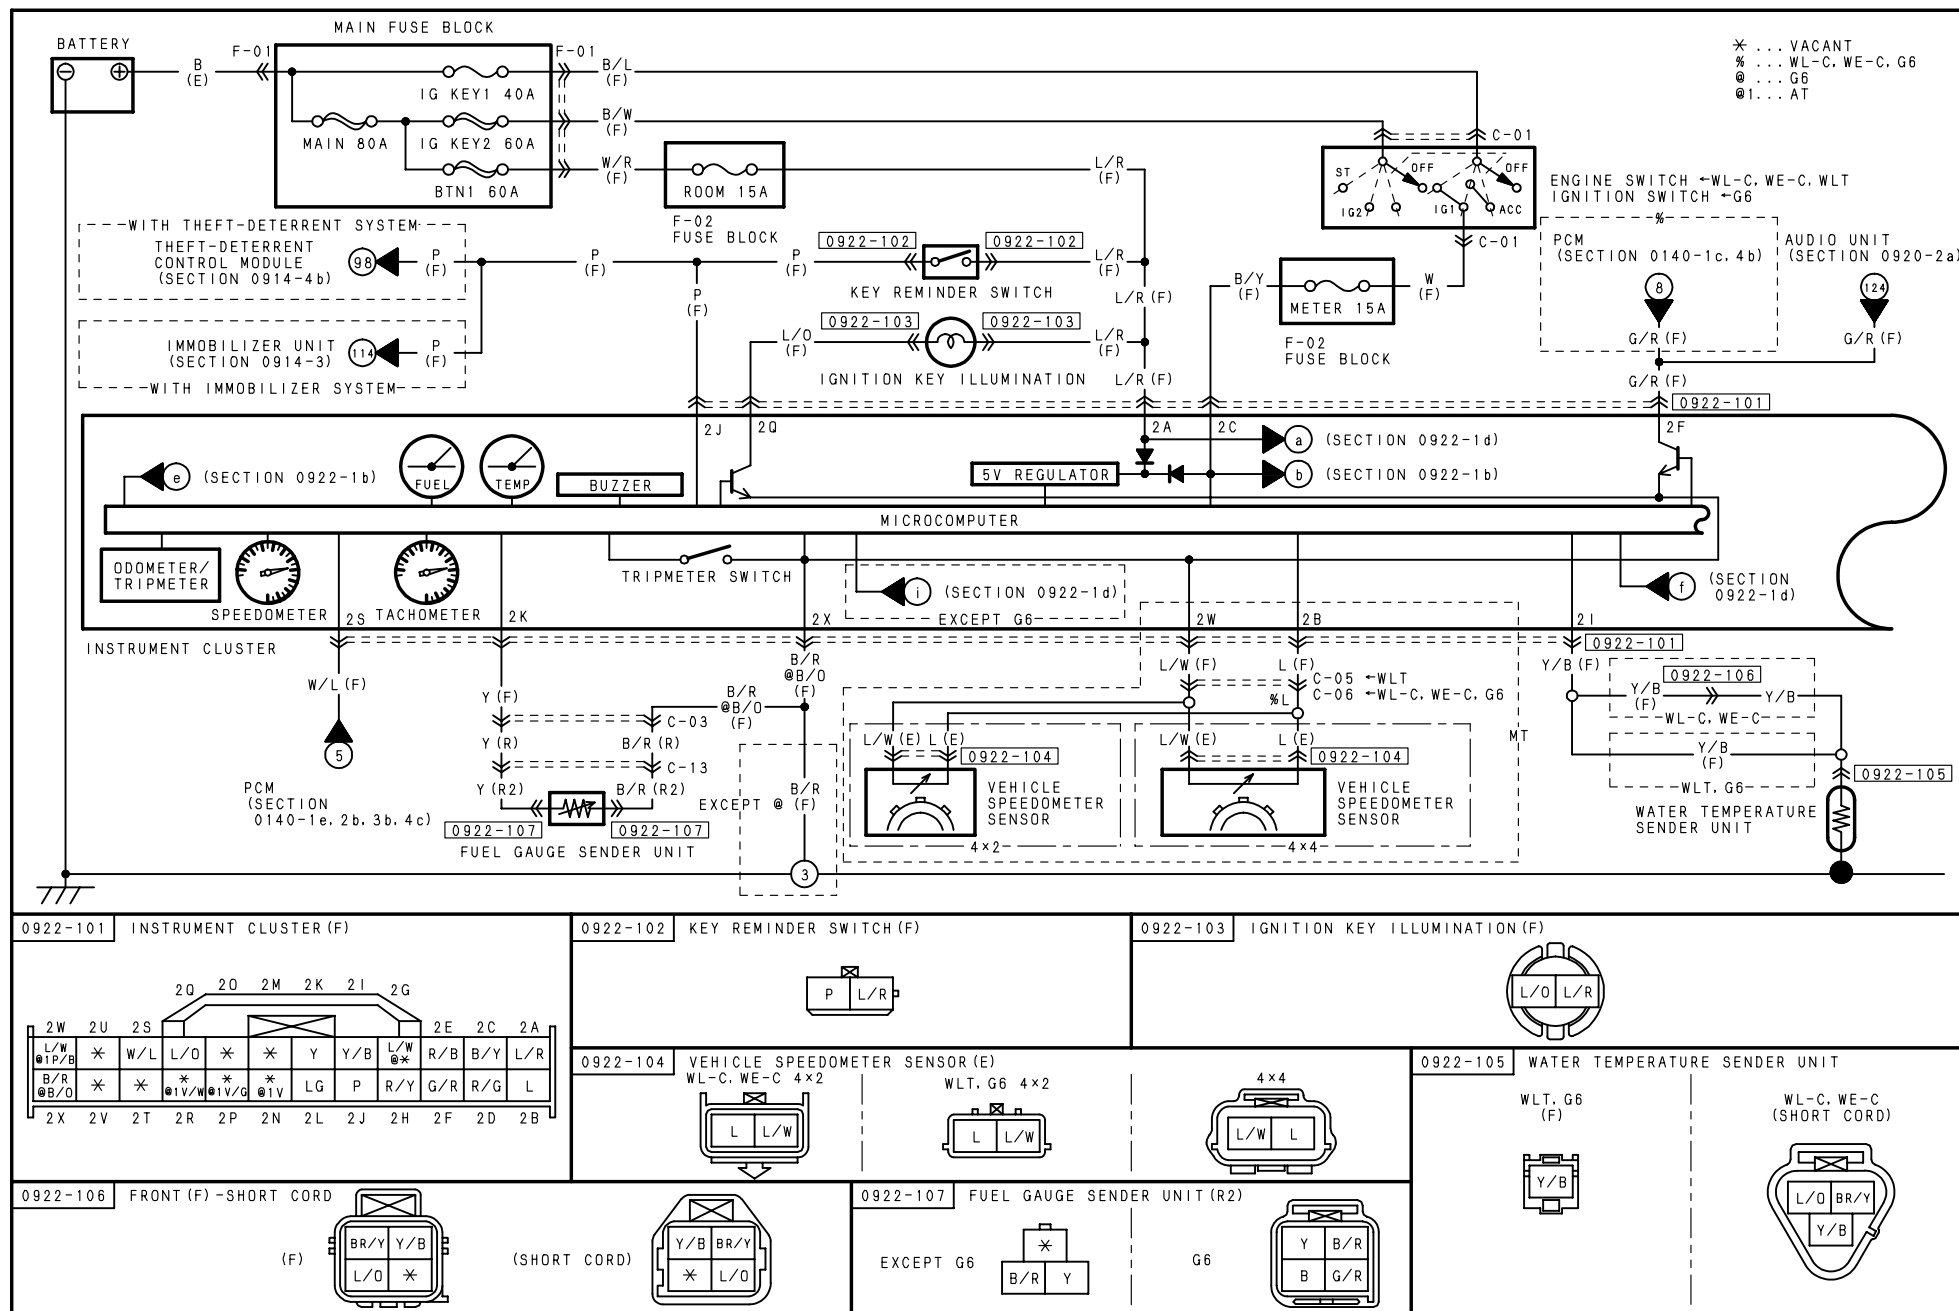 MAIN FUSE BLOCK
BATTERY
F-01
F-01
B
(E)
B/L
(F)
IG KEY1 40A
B/W
(F)
MAIN 80A
IG KEY2 60A
W/R
(F)
BTN1 60A
ROOM 15A
F-02
FUSE BLOCK
L/R
(F)
* ... VACANT
% ... WL-C, WE-C, G6
@ ... G6
@1... AT
C-01
ST
OFF
OFF
IG2
IG1
ACC
C-01
ENGINE SWITCH ←WL-C, WE-C, WLT
IGNITION SWITCH ←G6
%
PCM
(SECTION 0140-1c, 4b)
8
G/R (F)
AUDIO UNIT
(SECTION 0920-2a)
124
G/R (F)
G/R (F)
0922-101
WITH THEFT-DETERRENT SYSTEM
THEFT-DETERRENT
CONTROL MODULE
(SECTION 0914-4b)
98
P
(F)
P
(F)
P
(F)
P
(F)
0922-102
0922-102
KEY REMINDER SWITCH
L/R
(F)
L/R (F)
IMMOBILIZER UNIT
(SECTION 0914-3)
114
P
(F)
WITH IMMOBILIZER SYSTEM
L/O
(F)
0922-103
0922-103
IGNITION KEY ILLUMINATION
L/R
(F)
L/R (F)
B/Y
(F)
METER 15A
W
(F)
F-02
FUSE BLOCK
2J
2Q
2A
2C
2F
a (SECTION 0922-1d)
b (SECTION 0922-1b)
e (SECTION 0922-1b)
FUEL
TEMP
BUZZER
5V REGULATOR
MICROCOMPUTER
ODOMETER/
TRIPMETER
SPEEDOMETER
TACHOMETER
TRIPMETER SWITCH
i (SECTION 0922-1d)
EXCEPT G6
f (SECTION
0922-1d)
INSTRUMENT CLUSTER
2S
2K
2X
2W
2B
2I
0922-101
W/L (F)
5
PCM
(SECTION
0140-1e, 2b, 3b, 4c)
Y (F)
C-03
Y (R)
B/R (R)
C-13
Y (R2)
B/R (R2)
0922-107
0922-107
FUEL GAUGE SENDER UNIT
B/R
@B/O
(F)
B/R
@B/O
(F)
EXCEPT @
B/R
(F)
3
L/W (F)
L (F)
C-05 ←WLT
C-06 ←WL-C, WE-C, G6
%L
MT
L/W (E)
L (E)
0922-104
VEHICLE
SPEEDOMETER
SENSOR
4×2
L/W (E)
L (E)
0922-104
VEHICLE
SPEEDOMETER
SENSOR
4×4
Y/B (F)
0922-106
Y/B
(F)
Y/B
WL-C, WE-C
Y/B
(F)
WLT, G6
0922-105
WATER TEMPERATURE
SENDER UNIT
0922-101 INSTRUMENT CLUSTER (F)
2Q 2O 2M 2K 2I 2G
2W 2U 2S 2E 2C 2A
L/W @1P/B * W/L L/O * * Y Y/B L/W @* R/B B/Y L/R
B/R @B/O * * * @1V/W * @1V/G * @1V LG P R/Y G/R R/G L
2X 2V 2T 2R 2P 2N 2L 2J 2H 2F 2D 2B
0922-102 KEY REMINDER SWITCH (F)
P L/R
0922-103 IGNITION KEY ILLUMINATION (F)
L/O L/R
0922-104 VEHICLE SPEEDOMETER SENSOR (E)
WL-C, WE-C 4×2
L L/W
WLT, G6 4×2
L L/W
4×4
L/W L
0922-105 WATER TEMPERATURE SENDER UNIT
WLT, G6
(F)
Y/B
WL-C, WE-C
(SHORT CORD)
L/O BR/Y
Y/B
0922-106 FRONT (F) -SHORT CORD
(F)
BR/Y Y/B
L/O *
(SHORT CORD)
Y/B BR/Y
* L/O
0922-107 FUEL GAUGE SENDER UNIT (R2)
EXCEPT G6
*
B/R Y
G6
Y B/R
B G/R